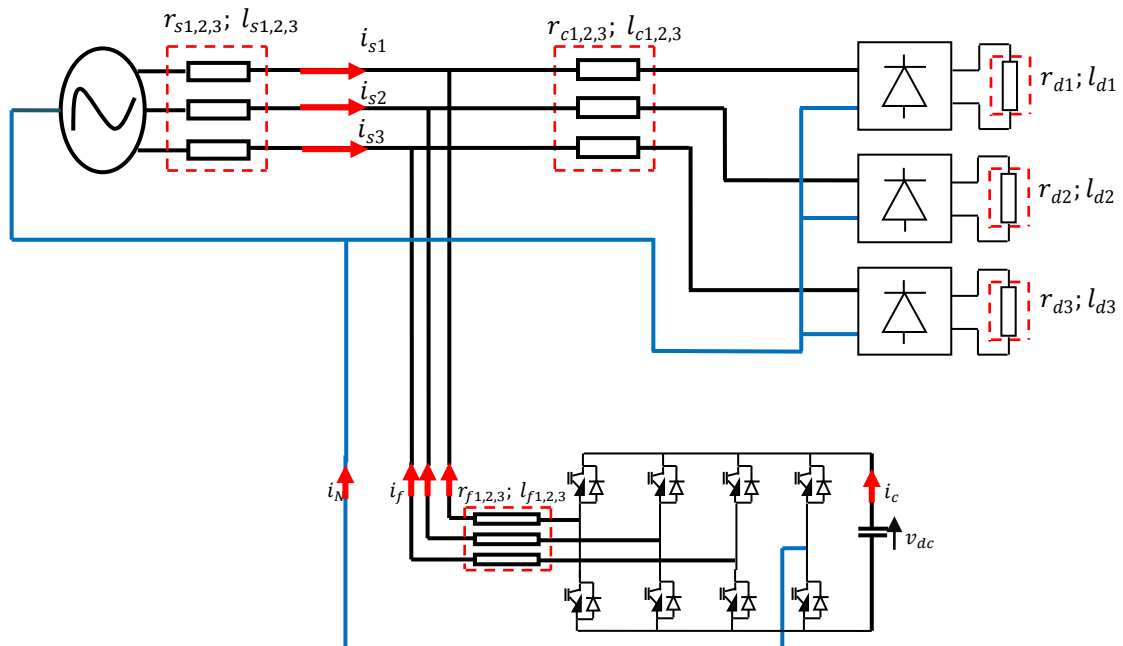 r_{s1,2,3}; l_{s1,2,3}
i_{s1}
r_{c1,2,3}; l_{c1,2,3}
r_{d1}; l_{d1}
i_{s2}
i_{s3}
r_{d2}; l_{d2}
r_{d3}; l_{d3}
i_N
i_f
r_{f1,2,3}; l_{f1,2,3}
i_c
v_{dc}